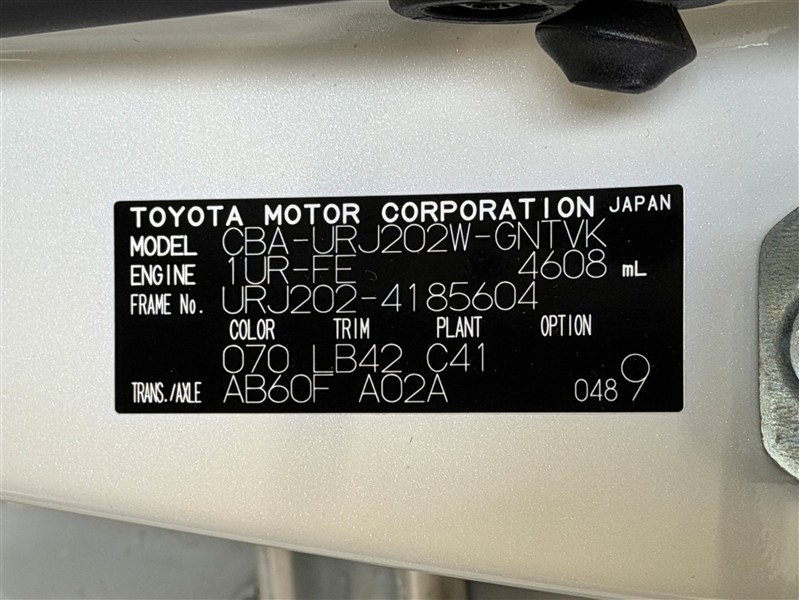 TOYOTA MOTOR CORPORATION JAPAN
MODEL CBA-URJ202W-GNTVK
ENGINE 1UR-FE 4608 mL
FRAME No. URJ202-4185604
COLOR TRIM PLANT OPTION
070 LB42 C41
TRANS./AXLE AB60F A02A 0489